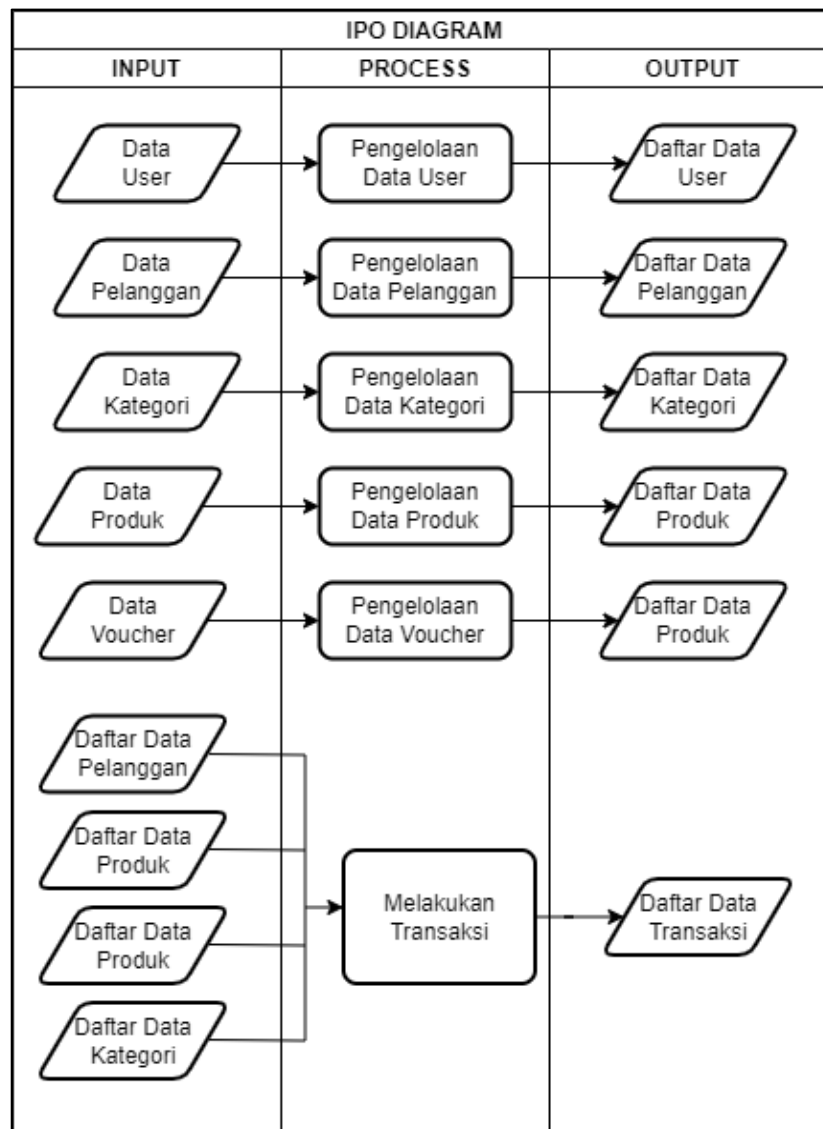 IPO DIAGRAM
INPUT
PROCESS
OUTPUT
Data
User
Pengelolaan
Data User
Daftar Data
User
Data
Pelanggan
Pengelolaan
Data Pelanggan
Daftar Data
Pelanggan
Data
Kategori
Pengelolaan
Data Kategori
Daftar Data
Kategori
Data
Produk
Pengelolaan
Data Produk
Daftar Data
Produk
Data
Voucher
Pengelolaan
Data Voucher
Daftar Data
Produk
Daftar Data
Pelanggan
Daftar Data
Produk
Daftar Data
Produk
Daftar Data
Kategori
Melakukan
Transaksi
Daftar Data
Transaksi